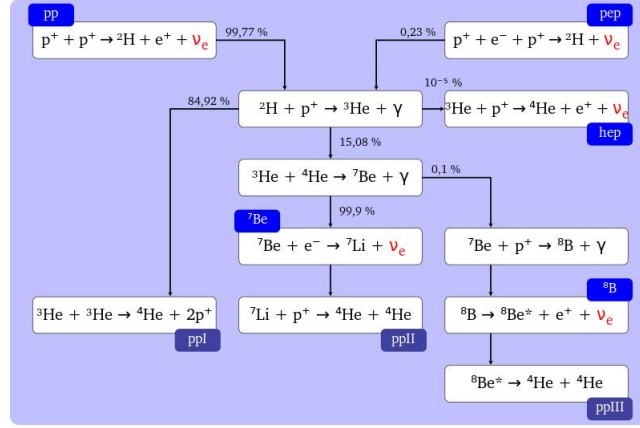 pp
pep
p⁺ + p⁺ → ²H + e⁺ + νₑ
99,77 %
0,23 %
p⁺ + e⁻ + p⁺ → ²H + νₑ
10⁻⁵ %
84,92 %
²H + p⁺ → ³He + γ
³He + p⁺ → ⁴He + e⁺ + νₑ
hep
15,08 %
³He + ⁴He → ⁷Be + γ
0,1 %
⁷Be
99,9 %
⁷Be + e⁻ → ⁷Li + νₑ
⁷Be + p⁺ → ⁸B + γ
⁸B
³He + ³He → ⁴He + 2p⁺
⁷Li + p⁺ → ⁴He + ⁴He
⁸B → ⁸Be* + e⁺ + νₑ
ppI
ppII
⁸Be* → ⁴He + ⁴He
ppIII